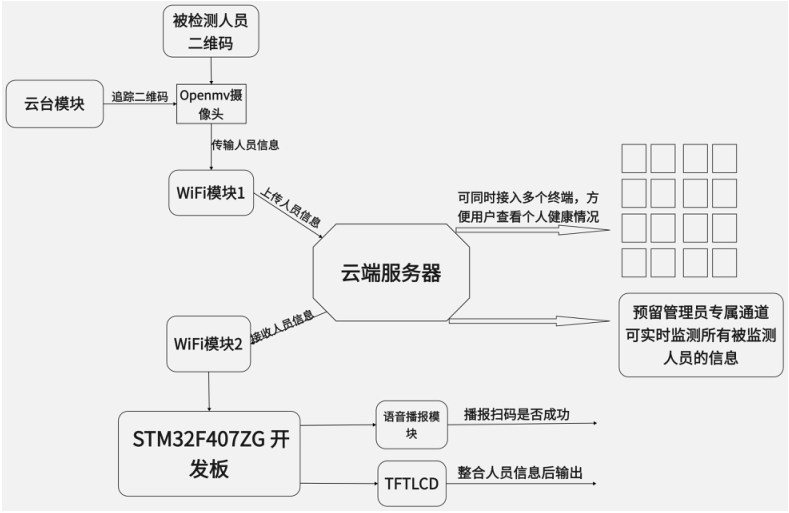 被检测人员
二维码
云台模块
追踪二维码
Openmv摄
像头
传输人员信息
WiFi模块1
上传人员信息
可同时接入多个终端，方
便用户查看个人健康情况
云端服务器
预留管理员专属通道
可实时监测所有被监测
人员的信息
接收人员信息
WiFi模块2
STM32F407ZG 开
发板
语音播报模
块
播报扫码是否成功
TFTLCD
整合人员信息后输出